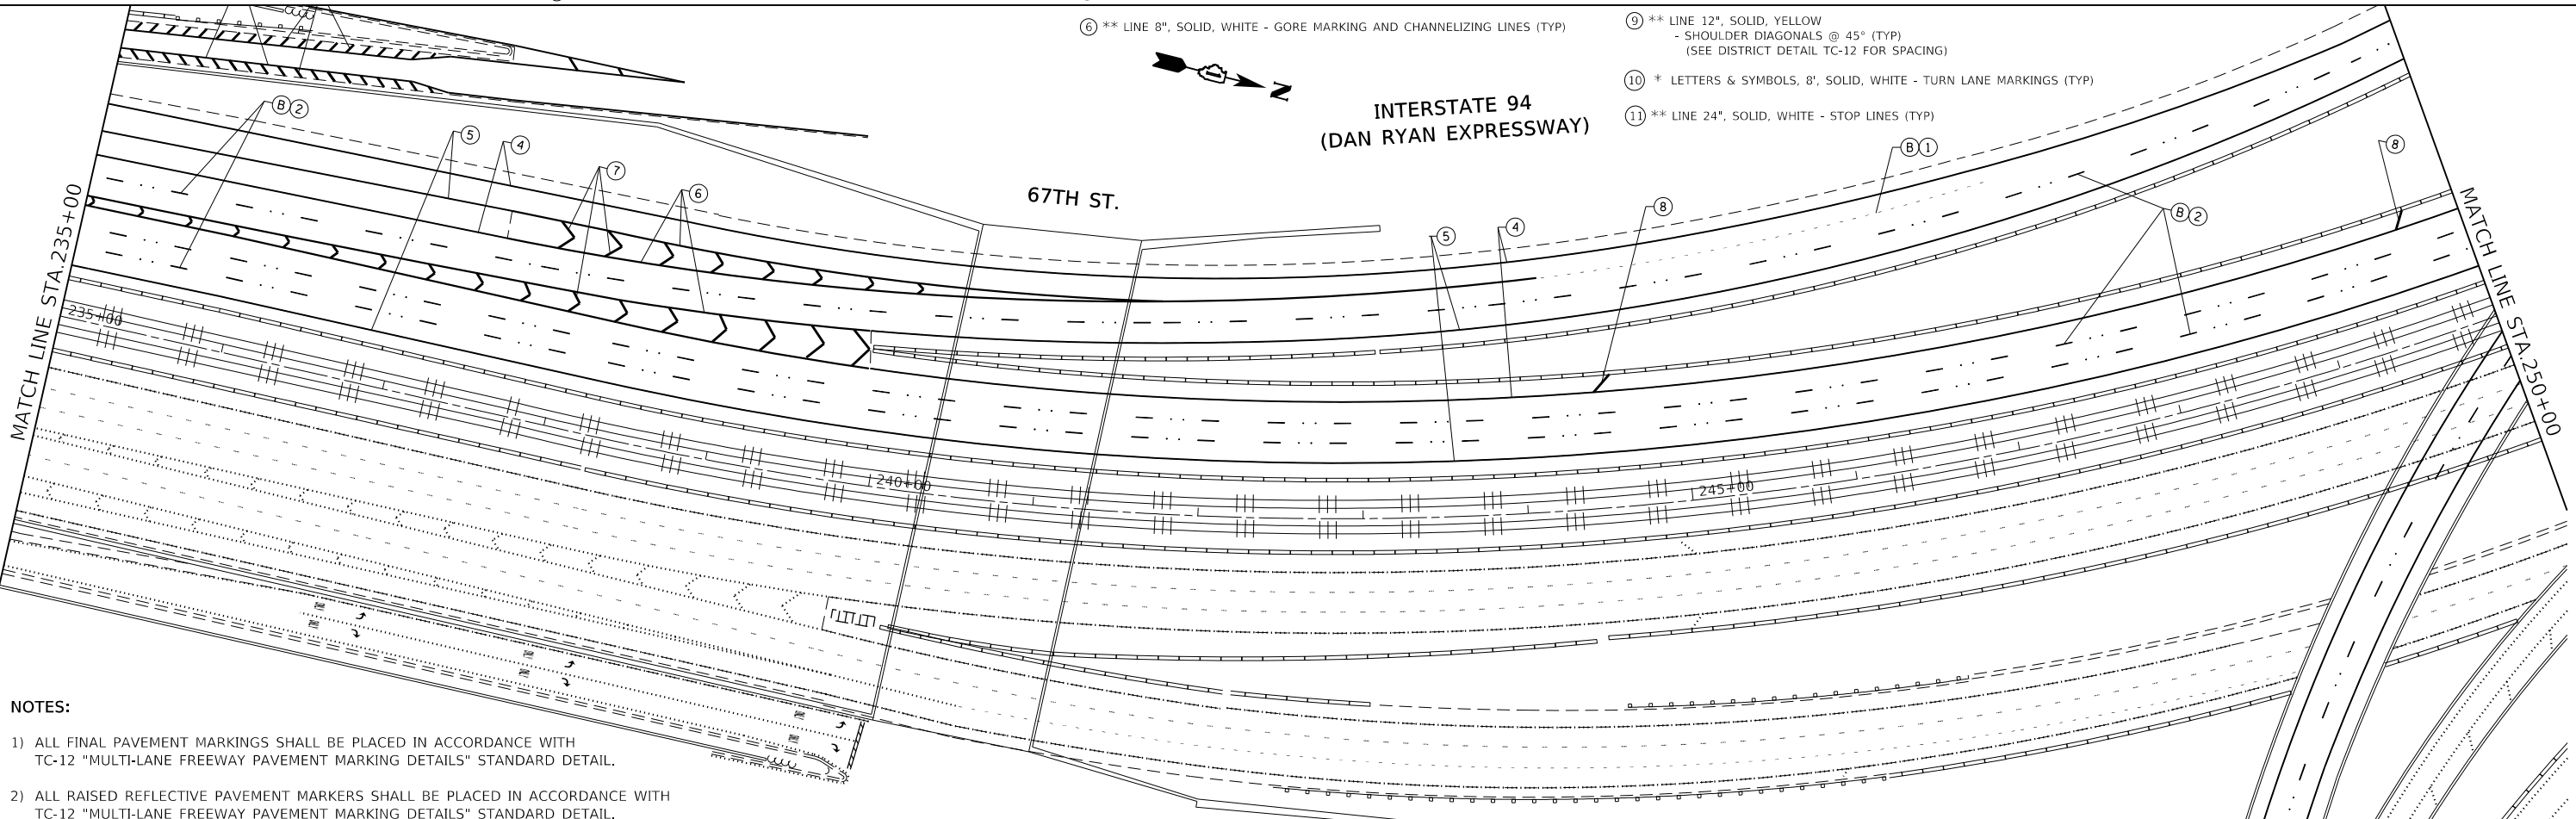 6 ** LINE 8", SOLID, WHITE - GORE MARKING AND CHANNELIZING LINES (TYP)
9 ** LINE 12", SOLID, YELLOW
- SHOULDER DIAGONALS @ 45° (TYP)
(SEE DISTRICT DETAIL TC-12 FOR SPACING)
10 * LETTERS & SYMBOLS, 8', SOLID, WHITE - TURN LANE MARKINGS (TYP)
11 ** LINE 24", SOLID, WHITE - STOP LINES (TYP)
N
INTERSTATE 94
(DAN RYAN EXPRESSWAY)
67TH ST.
B 2
5
4
7
6
5
4
8
B 1
B 2
8
MATCH LINE STA.235+00
MATCH LINE STA.250+00
235+00
240+00
245+00
NOTES:
1) ALL FINAL PAVEMENT MARKINGS SHALL BE PLACED IN ACCORDANCE WITH
TC-12 "MULTI-LANE FREEWAY PAVEMENT MARKING DETAILS" STANDARD DETAIL.
2) ALL RAISED REFLECTIVE PAVEMENT MARKERS SHALL BE PLACED IN ACCORDANCE WITH
TC-12 "MULTI-LANE FREEWAY PAVEMENT MARKING DETAILS" STANDARD DETAIL.